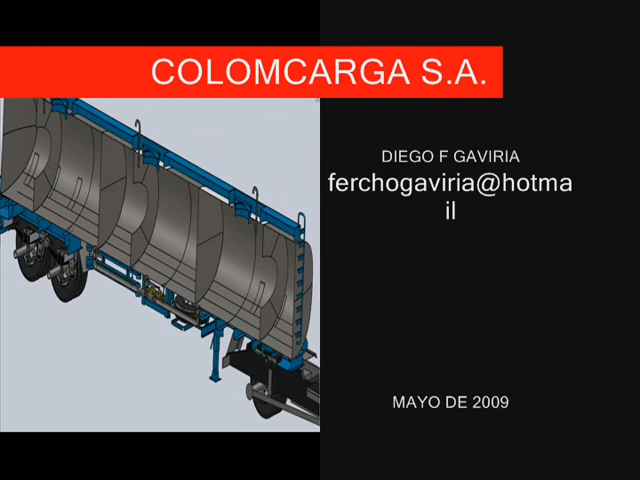 COLOMCARGA S.A.
DIEGO F GAVIRIA
ferchogaviria@hotma
il
MAYO DE 2009